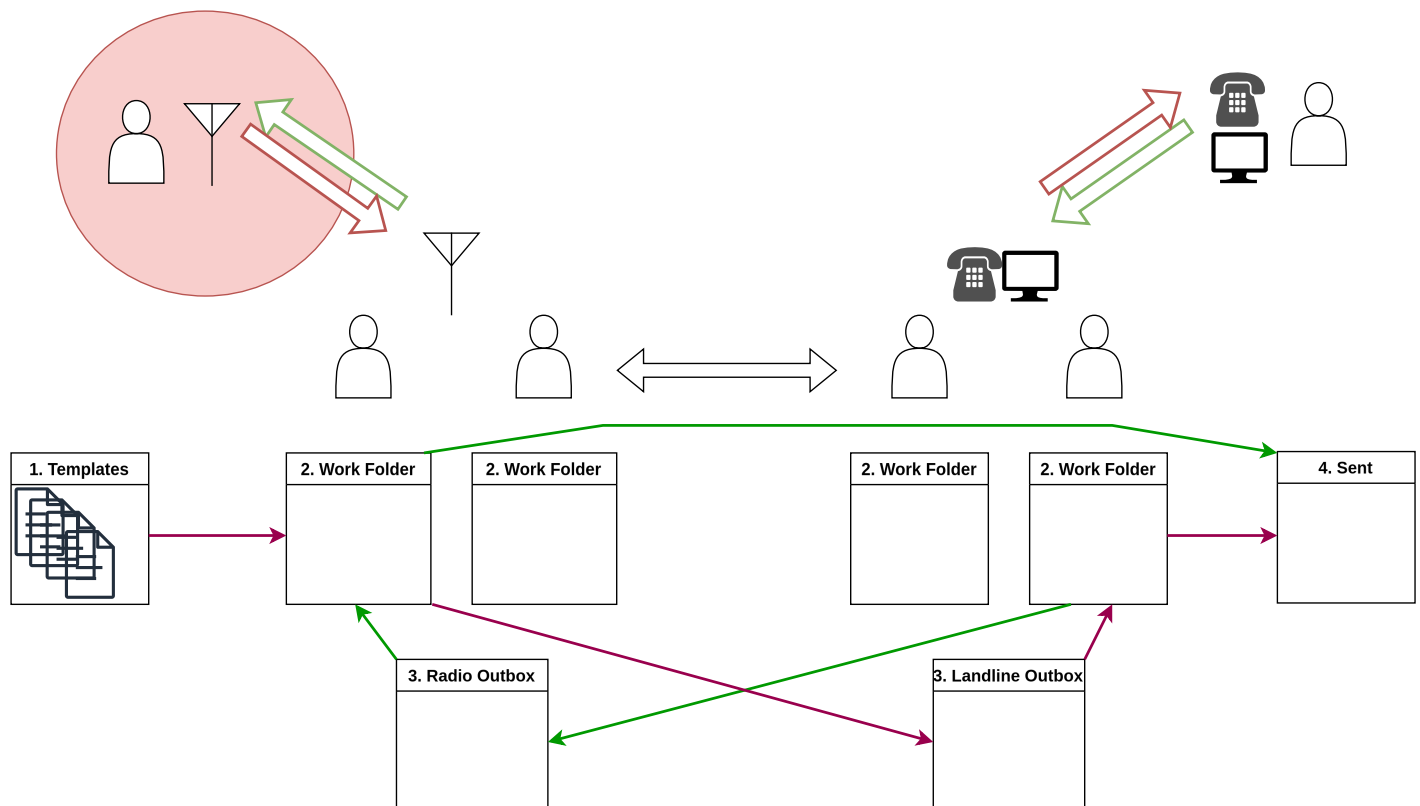 1. Templates
2. Work Folder
2. Work Folder
2. Work Folder
2. Work Folder
4. Sent
3. Radio Outbox
3. Landline Outbox